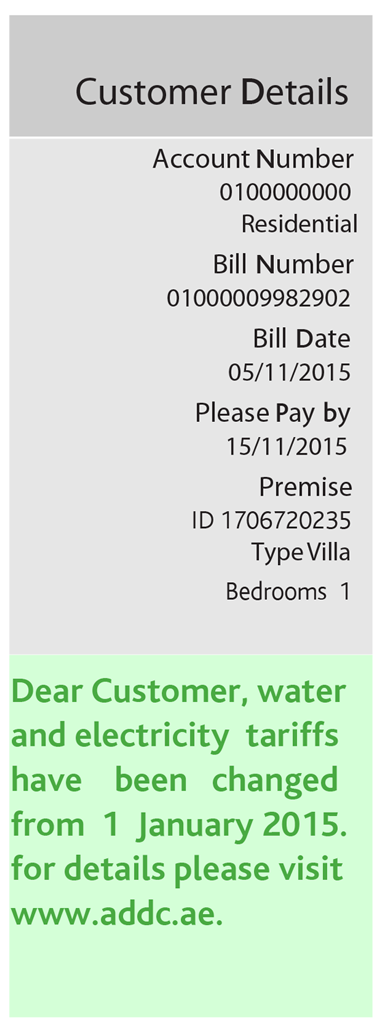 Customer Details
Account Number
0100000000
Residential
Bill Number
01000009982902
Bill Date
05/11/2015
Please Pay by
15/11/2015
Premise
ID 1706720235
Type Villa
Bedrooms 1
Dear Customer, water
and electricity tariffs
have been changed
from 1 January 2015.
for details please visit
www.addc.ae.